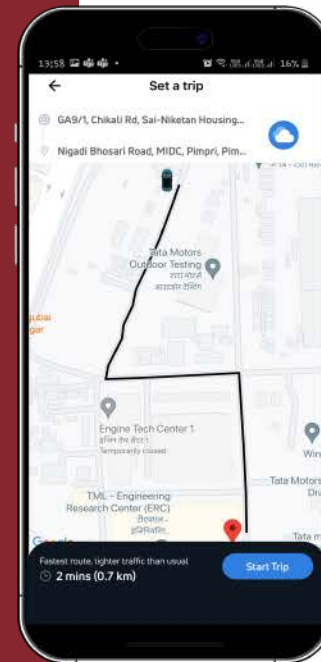 13:58
16%
Set a trip
GA9/1, Chikali Rd, Sai-Niketan Housing...
Nigadi Bhosari Road, MIDC, Pimpri, Pim...
Tata Motors
Outdoor Testing
टाटा मोटर्स
आउटडोर टेस्टिंग
Engine Tech Center 1
Temporarily closed
Win
Tata Motors
TML - Engineering
Research Center (ERC)
Tata m
Google
Fastest route, lighter traffic than usual
2 mins (0.7 km)
Start Trip